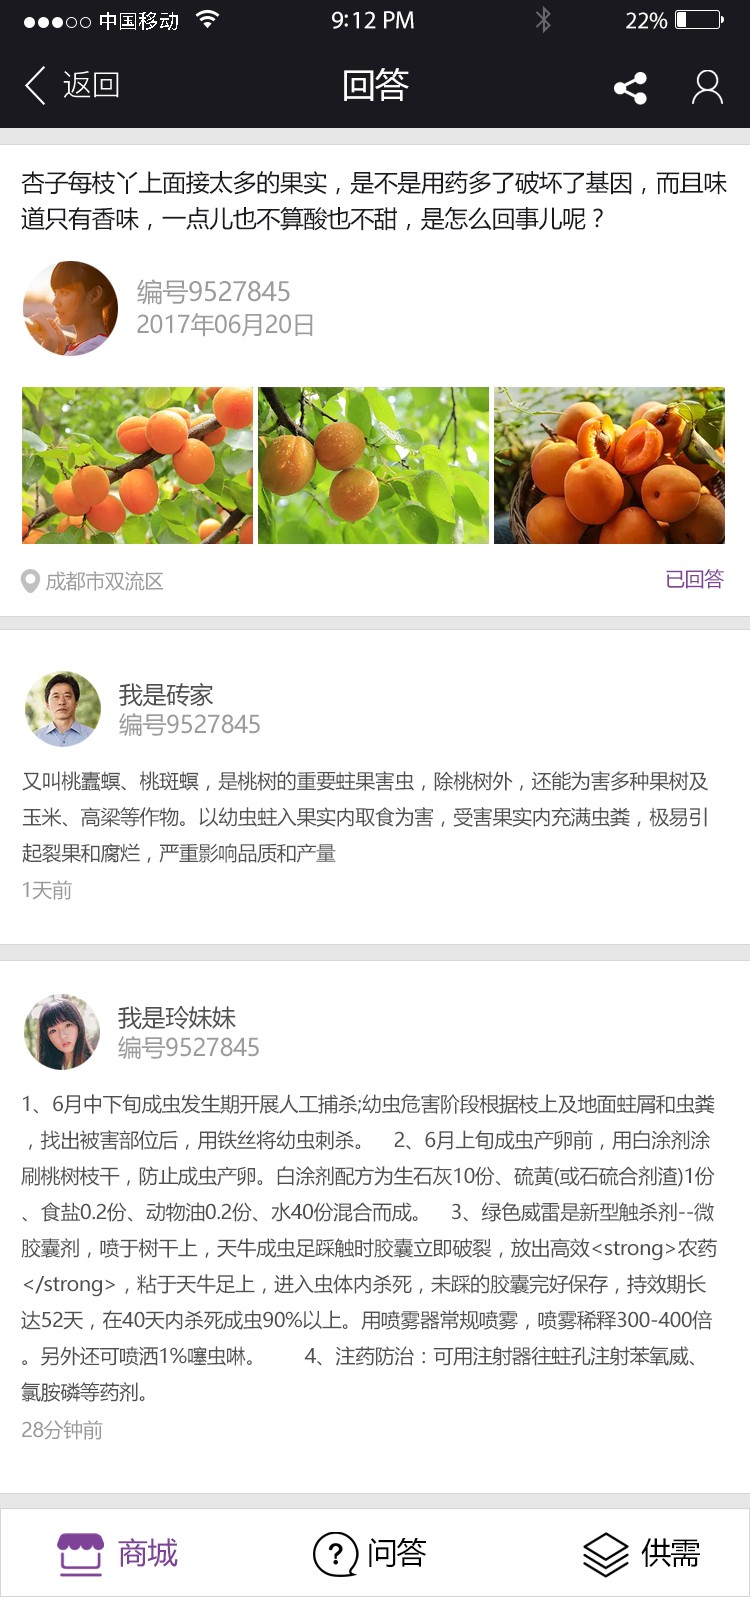 中国移动 9:12 PM 22%
返回 回答
杏子每枝丫上面接太多的果实，是不是用药多了破坏了基因，而且味
道只有香味，一点儿也不算酸也不甜，是怎么回事儿呢？
编号9527845
2017年06月20日
成都市双流区 已回答
我是砖家
编号9527845
又叫桃蠹螟、桃斑螟，是桃树的重要蛀果害虫，除桃树外，还能为害多种果树及
玉米、高梁等作物。以幼虫蛀入果实内取食为害，受害果实内充满虫粪，极易引
起裂果和腐烂，严重影响品质和产量
1天前
我是玲妹妹
编号9527845
1、6月中下旬成虫发生期开展人工捕杀;幼虫危害阶段根据枝上及地面蛀屑和虫粪
，找出被害部位后，用铁丝将幼虫刺杀。 2、6月上旬成虫产卵前，用白涂剂涂
刷桃树枝干，防止成虫产卵。白涂剂配方为生石灰10份、硫黄(或石硫合剂渣)1份
、食盐0.2份、动物油0.2份、水40份混合而成。 3、绿色威雷是新型触杀剂--微
胶囊剂，喷于树干上，天牛成虫足踩触时胶囊立即破裂，放出高效<strong>农药
</strong>，粘于天牛足上，进入虫体内杀死，未踩的胶囊完好保存，持效期长
达52天，在40天内杀死成虫90%以上。用喷雾器常规喷雾，喷雾稀释300-400倍
。另外还可喷洒1%噻虫啉。 4、注药防治：可用注射器往蛀孔注射苯氧威、
氯胺磷等药剂。
28分钟前
商城 问答 供需